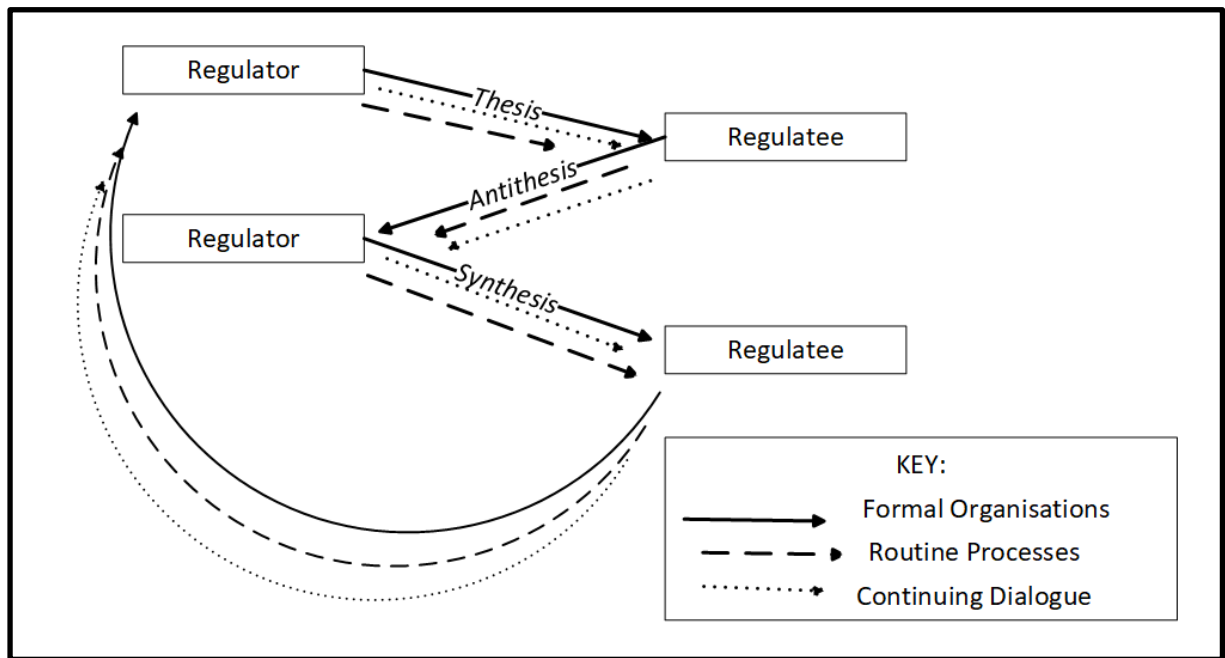 Regulator
Thesis
Regulatee
Antithesis
Regulator
Synthesis
Regulatee
KEY:
Formal Organisations
Routine Processes
Continuing Dialogue